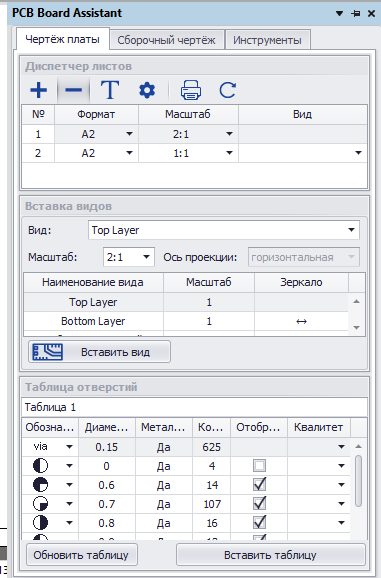 PCB Board Assistant
Чертёж платы Сборочный чертёж Инструменты
Диспетчер листов
№ Формат Масштаб Вид
1 A2 2:1
2 A2 1:1
Вставка видов
Вид: Top Layer
Масштаб: 2:1 Ось проекции: горизонтальная
Наименование вида Масштаб Зеркало
Top Layer 1
Bottom Layer 1 ↔
Вставить вид
Таблица отверстий
Таблица 1
Обозна... Диаме... Метал... Ко... Отобр... Квалитет
via 0.15 Да 625
0 Да 4
0.6 Да 14
0.7 Да 107
0.8 Да 16
Обновить таблицу Вставить таблицу